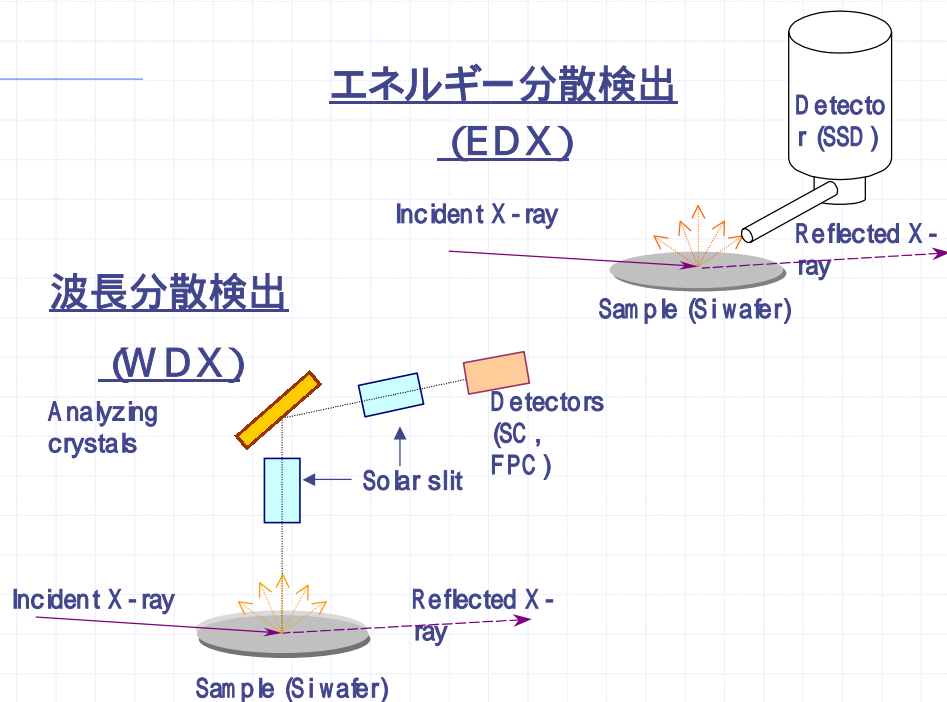 エネルギー分散検出
(EDX)
Detecto
r (SSD)
Incident X-ray
Reflected X-
ray
Sample (Si wafer)
波長分散検出
(WDX)
Analyzing
crystals
Detectors
(SC,
FPC)
Solar slit
Incident X-ray
Reflected X-
ray
Sample (Si wafer)